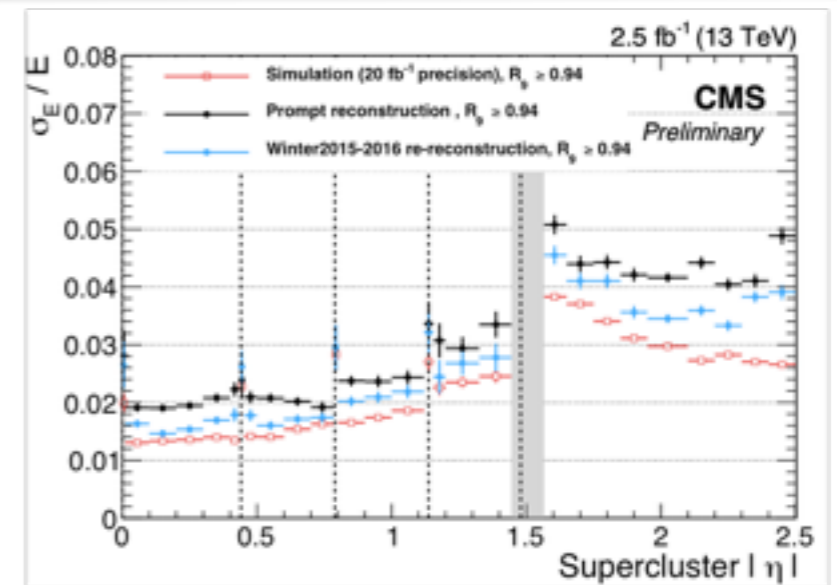 2.5 fb⁻¹ (13 TeV)
σ_E / E
0.08
0.07
0.06
0.05
0.04
0.03
0.02
0.01
0
Simulation (20 fb⁻¹ precision), R₉ ≥ 0.94
Prompt reconstruction , R₉ ≥ 0.94
Winter2015-2016 re-reconstruction, R₉ ≥ 0.94
CMS
Preliminary
0 0.5 1 1.5 2 2.5
Supercluster | η |